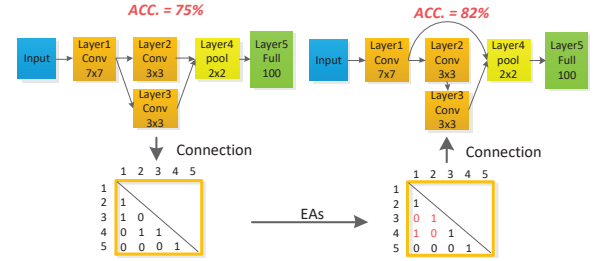 ACC. = 75%
Input
Layer1
Conv
7x7
Layer2
Conv
3x3
Layer3
Conv
3x3
Layer4
pool
2x2
Layer5
Full
100
Connection
1 2 3 4 5
1
2 1
3 1 0
4 0 1 1
5 0 0 0 1
EAs
ACC. = 82%
Input
Layer1
Conv
7x7
Layer2
Conv
3x3
Layer3
Conv
3x3
Layer4
pool
2x2
Layer5
Full
100
Connection
1 2 3 4 5
1
2 1
3 0 1
4 1 0 1
5 0 0 0 1